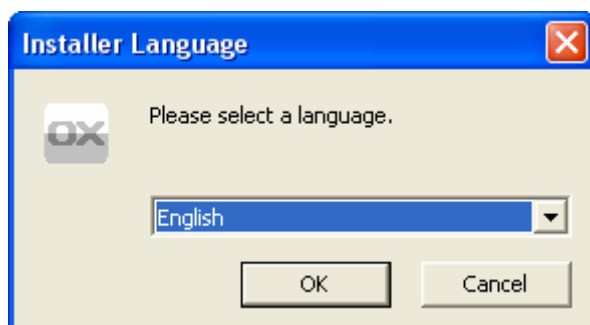 Installer Language
OX
Please select a language.
English
OK
Cancel